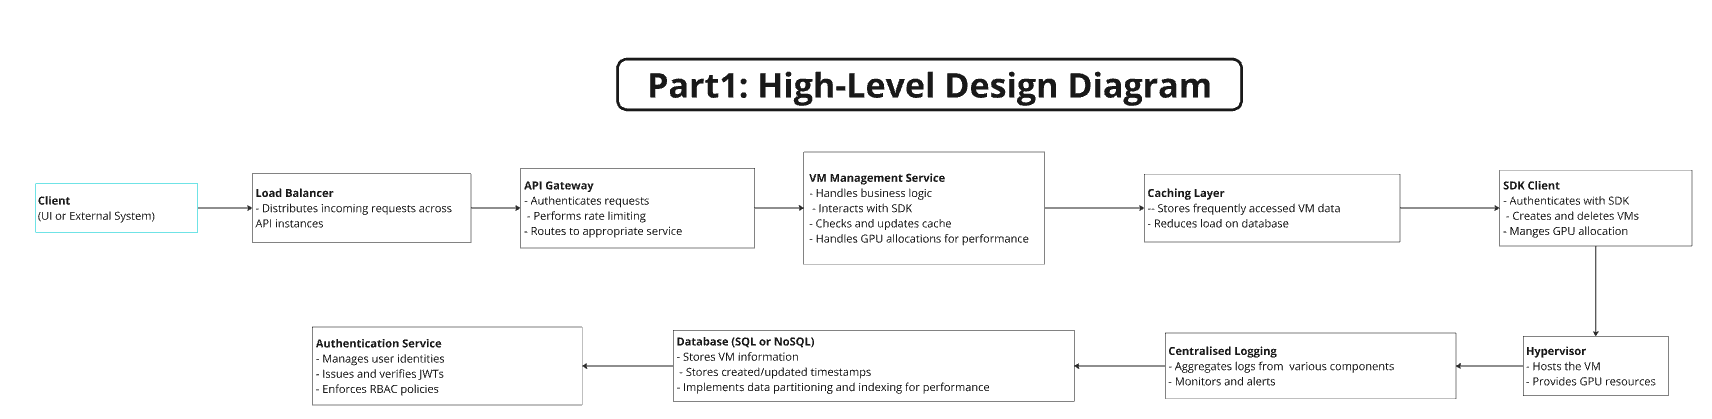 Part1: High-Level Design Diagram
Client
(UI or External System)
Load Balancer
- Distributes incoming requests across
API instances
API Gateway
- Authenticates requests
- Performs rate limiting
- Routes to appropriate service
VM Management Service
- Handles business logic
- Interacts with SDK
- Checks and updates cache
- Handles GPU allocations for performance
Caching Layer
-- Stores frequently accessed VM data
- Reduces load on database
SDK Client
- Authenticates with SDK
- Creates and deletes VMs
- Manges GPU allocation
Authentication Service
- Manages user identities
- Issues and verifies JWTs
- Enforces RBAC policies
Database (SQL or NoSQL)
- Stores VM information
- Stores created/updated timestamps
- Implements data partitioning and indexing for performance
Centralised Logging
- Aggregates logs from  various components
- Monitors and alerts
Hypervisor
- Hosts the VM
- Provides GPU resources